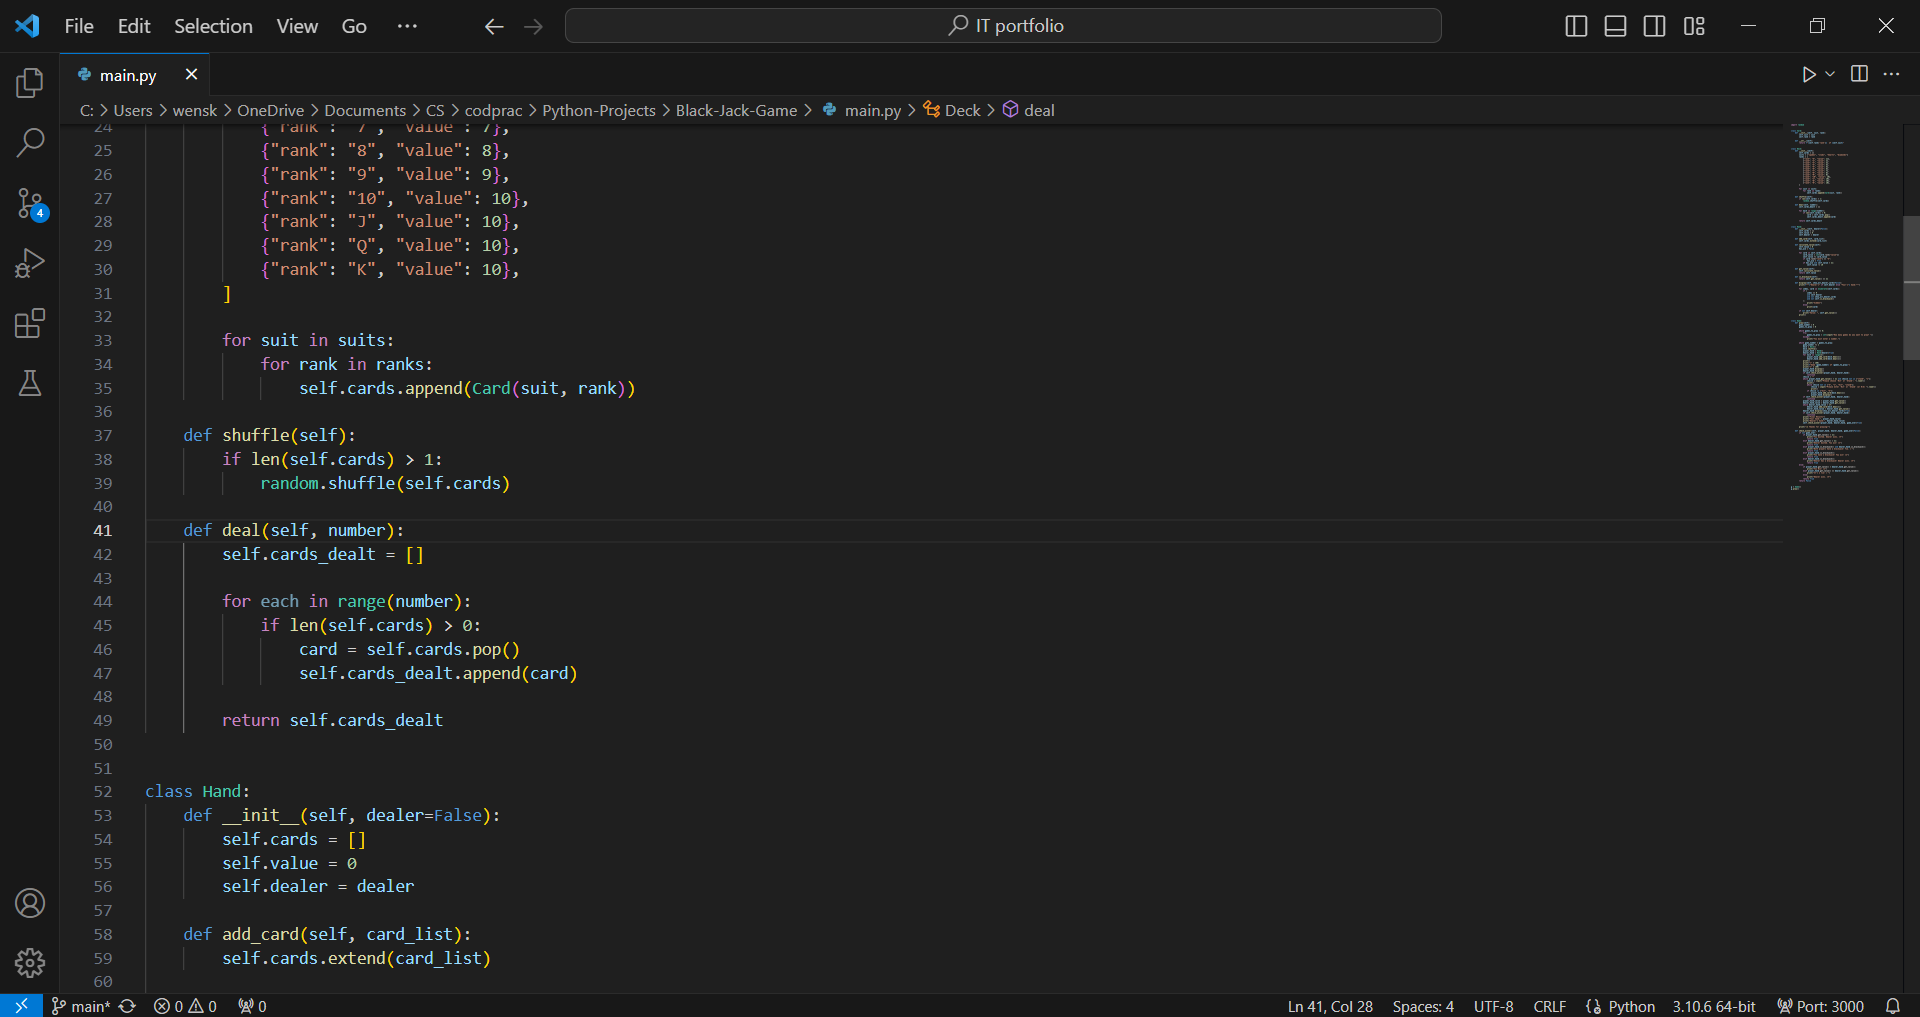 File Edit Selection View Go ··· IT portfolio
main.py
C: > Users > wensk > OneDrive > Documents > CS > codprac > Python-Projects > Black-Jack-Game > main.py > Deck > deal
24 {"rank": "7", "value": 7},
25 {"rank": "8", "value": 8},
26 {"rank": "9", "value": 9},
27 {"rank": "10", "value": 10},
28 {"rank": "J", "value": 10},
29 {"rank": "Q", "value": 10},
30 {"rank": "K", "value": 10},
31 ]
32
33 for suit in suits:
34 for rank in ranks:
35 self.cards.append(Card(suit, rank))
36
37 def shuffle(self):
38 if len(self.cards) > 1:
39 random.shuffle(self.cards)
40
41 def deal(self, number):
42 self.cards_dealt = []
43
44 for each in range(number):
45 if len(self.cards) > 0:
46 card = self.cards.pop()
47 self.cards_dealt.append(card)
48
49 return self.cards_dealt
50
51
52 class Hand:
53 def __init__(self, dealer=False):
54 self.cards = []
55 self.value = 0
56 self.dealer = dealer
57
58 def add_card(self, card_list):
59 self.cards.extend(card_list)
60
4
main* 0 0 0 Ln 41, Col 28 Spaces: 4 UTF-8 CRLF Python 3.10.6 64-bit Port: 3000